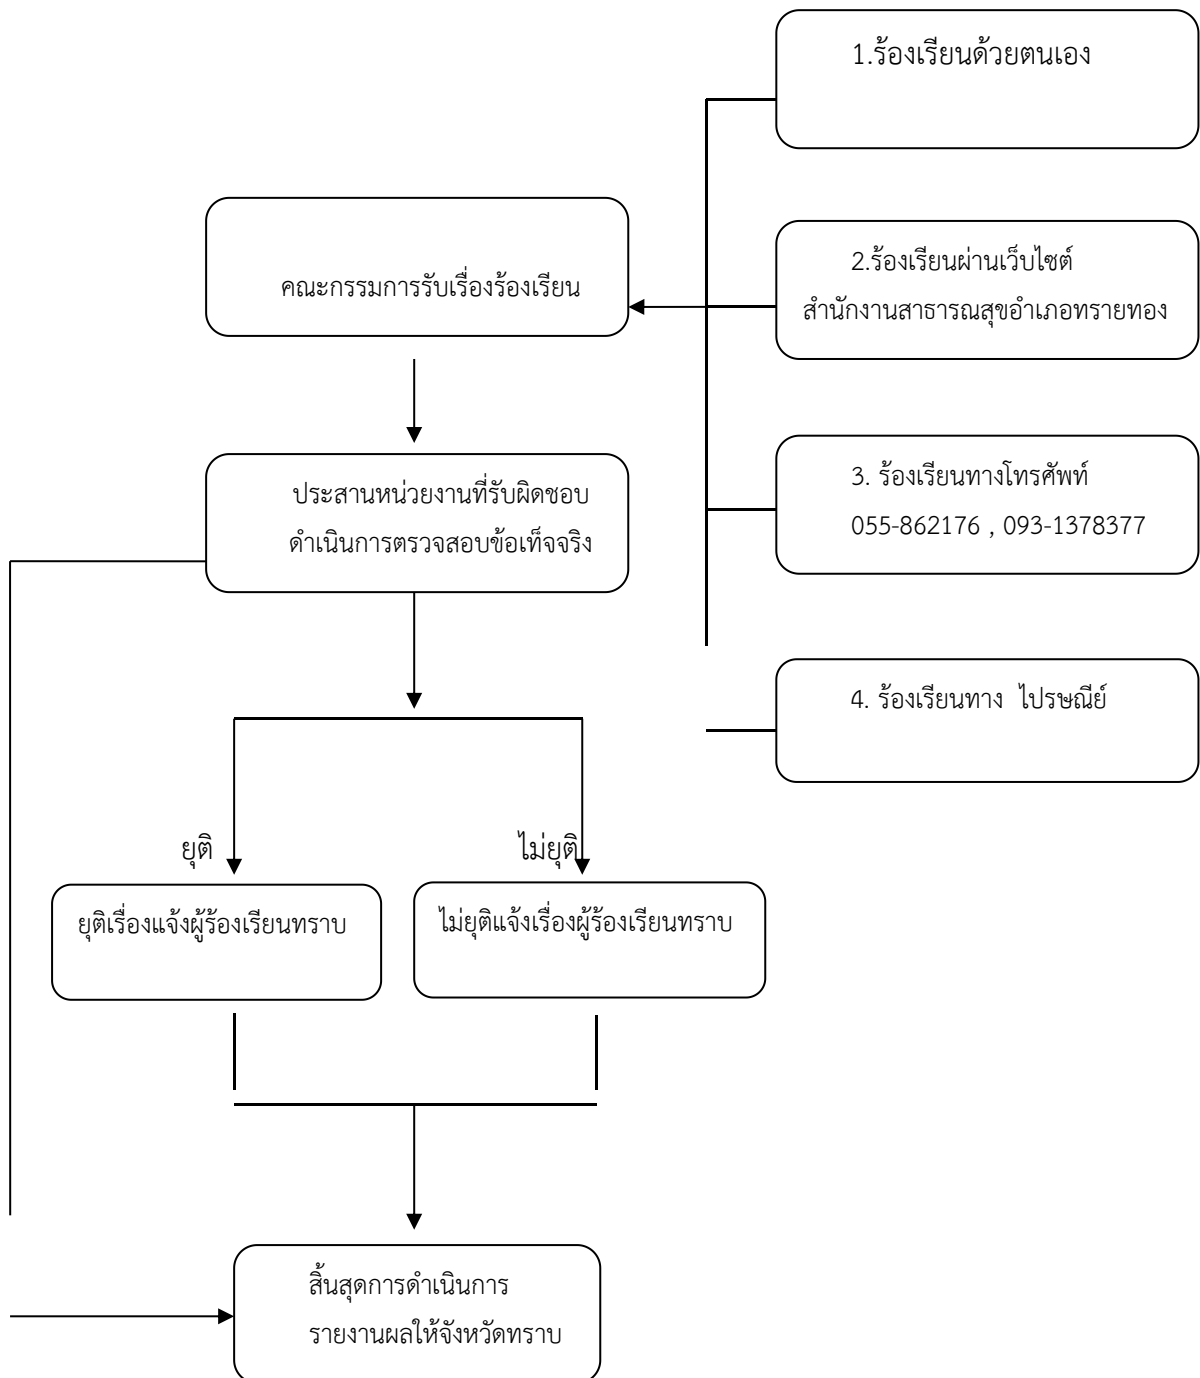 1.ร้องเรียนด้วยตนเอง
2.ร้องเรียนผ่านเว็บไซต์
สำนักงานสาธารณสุขอำเภอทรายทอง
3. ร้องเรียนทางโทรศัพท์
055-862176 , 093-1378377
4. ร้องเรียนทาง ไปรษณีย์
คณะกรรมการรับเรื่องร้องเรียน
ประสานหน่วยงานที่รับผิดชอบ
ดำเนินการตรวจสอบข้อเท็จจริง
ยุติ
ไม่ยุติ
ยุติเรื่องแจ้งผู้ร้องเรียนทราบ
ไม่ยุติแจ้งเรื่องผู้ร้องเรียนทราบ
สิ้นสุดการดำเนินการ
รายงานผลให้จังหวัดทราบ